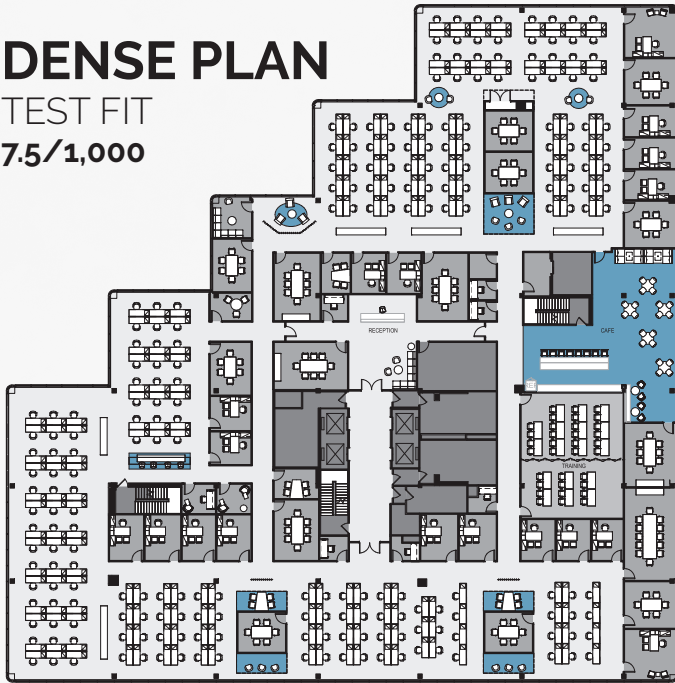 DENSE PLAN
TEST FIT
7.5/1,000
RECEPTION
CAFE
TRAINING